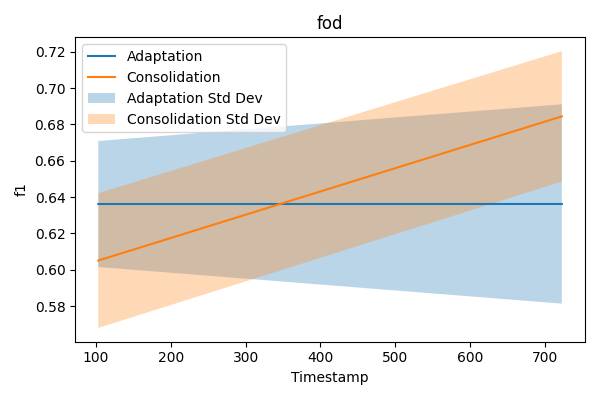 fod
Adaptation
Consolidation
Adaptation Std Dev
Consolidation Std Dev
f1
0.72
0.70
0.68
0.66
0.64
0.62
0.60
0.58
100 200 300 400 500 600 700
Timestamp